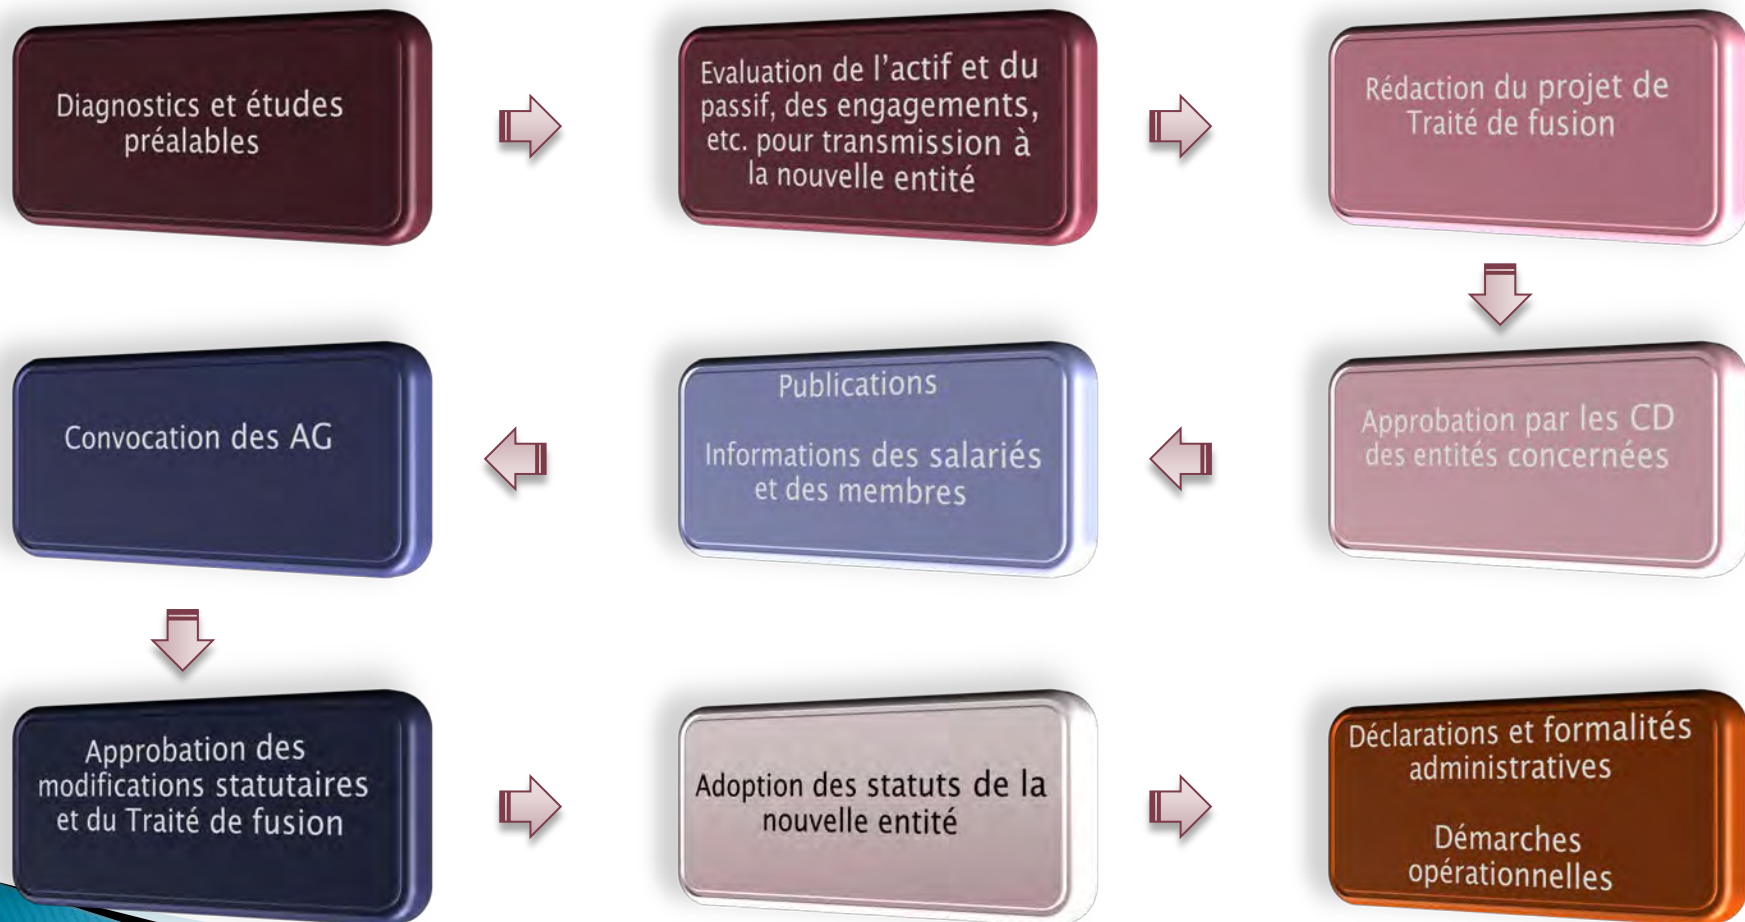 Diagnostics et études
préalables
Evaluation de l'actif et du
passif, des engagements,
etc. pour transmission à
la nouvelle entité
Rédaction du projet de
Traité de fusion
Approbation par les CD
des entités concernées
Publications
Informations des salariés
et des membres
Convocation des AG
Approbation des
modifications statutaires
et du Traité de fusion
Adoption des statuts de la
nouvelle entité
Déclarations et formalités
administratives
Démarches
opérationnelles